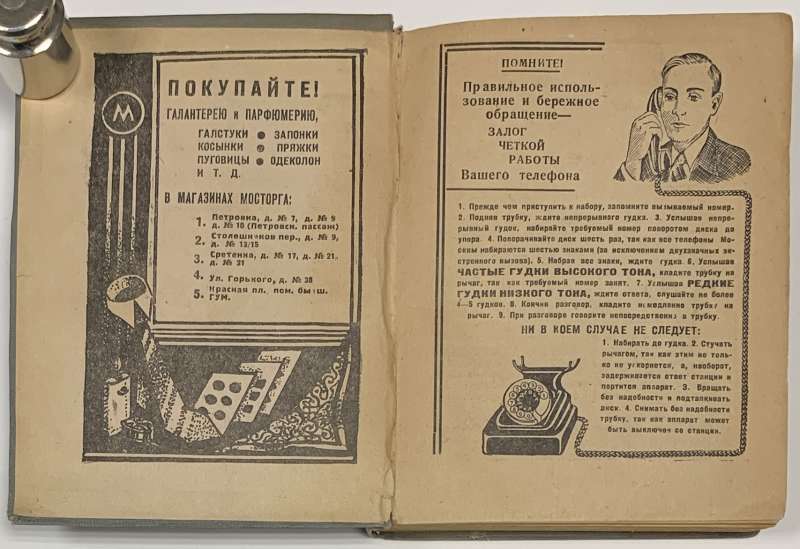 М
ПОКУПАЙТЕ!
ГАЛАНТЕРЕЮ и ПАРФЮМЕРИЮ,
ГАЛСТУКИ ● ЗАПОНКИ
КОСЫНКИ ● ПРЯЖКИ
ПУГОВИЦЫ ● ОДЕКОЛОН
И Т. Д.
В МАГАЗИНАХ МОСТОРГА:
1. Петровка, д. № 7, д. № 9
д. № 10 (Петровск. пассаж)
2. Столешников пер., д. № 9,
д. № 13/15
3. Сретенка, д. № 17, д. № 21,
д. № 31
4. Ул. Горького, д. № 38
5. Красная пл., пом. бывш.
ГУМ.
ПОМНИТЕ!
Правильное исполь-
зование и бережное
обращение—
ЗАЛОГ
ЧЕТКОЙ
РАБОТЫ
Вашего телефона
1. Прежде чем приступить к набору, запомните вызываемый номер.
2. Подняв трубку, ждите непрерывного гудка. 3. Услышав непре-
рывный гудок, набирайте требуемый номер поворотом диска до
упора. 4. Поворачивайте диск шесть раз, так как все телефоны Мо-
сквы набираются шестью знаками (за исключением двухзначных эк-
стренного вызова). 5. Набрав все знаки, ждите гудка. 6. Услышав
ЧАСТЫЕ ГУДКИ ВЫСОКОГО ТОНА, кладите трубку на
рычаг, так как требуемый номер занят. 7. Услышав РЕДКИЕ
ГУДКИ НИЗКОГО ТОНА, ждите ответа, слушайте не более
4—5 гудков. 8. Кончив разговор, кладите немедленно трубку на
рычаг. 9. При разговоре говорите непосредственно в трубку.
НИ В КОЕМ СЛУЧАЕ НЕ СЛЕДУЕТ:
1. Набирать до гудка. 2. Стучать
рычагом, так как этим не толь-
ко не ускоряется, а, наоборот,
задерживается ответ станции и
портится аппарат. 3. Вращать
без надобности и подталкивать
диск. 4. Снимать без надобности
трубку, так как аппарат может
быть выключен со станции.